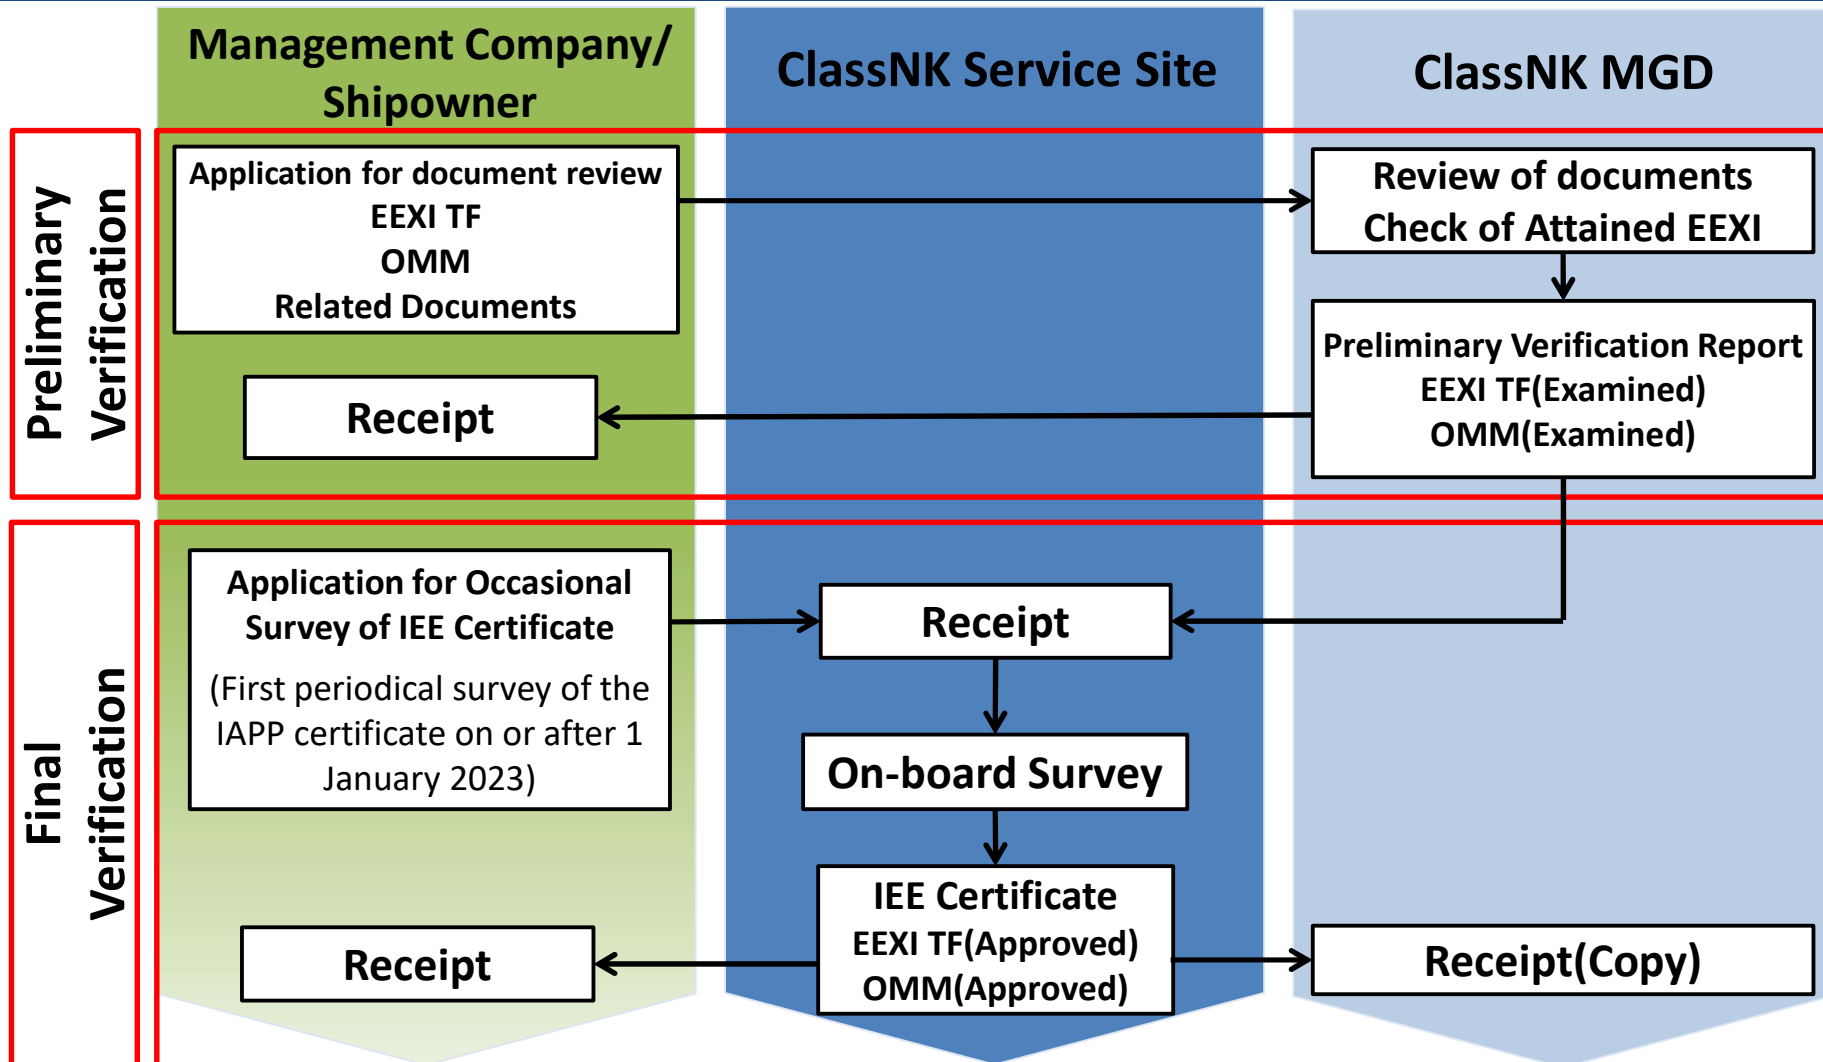 Management Company/
Shipowner
ClassNK Service Site
ClassNK MGD
Preliminary
Verification
Application for document review
EEXI TF
OMM
Related Documents
Review of documents
Check of Attained EEXI
Preliminary Verification Report
EEXI TF(Examined)
OMM(Examined)
Receipt
Final
Verification
Application for Occasional
Survey of IEE Certificate
(First periodical survey of the
IAPP certificate on or after 1
January 2023)
Receipt
On-board Survey
IEE Certificate
EEXI TF(Approved)
OMM(Approved)
Receipt
Receipt(Copy)